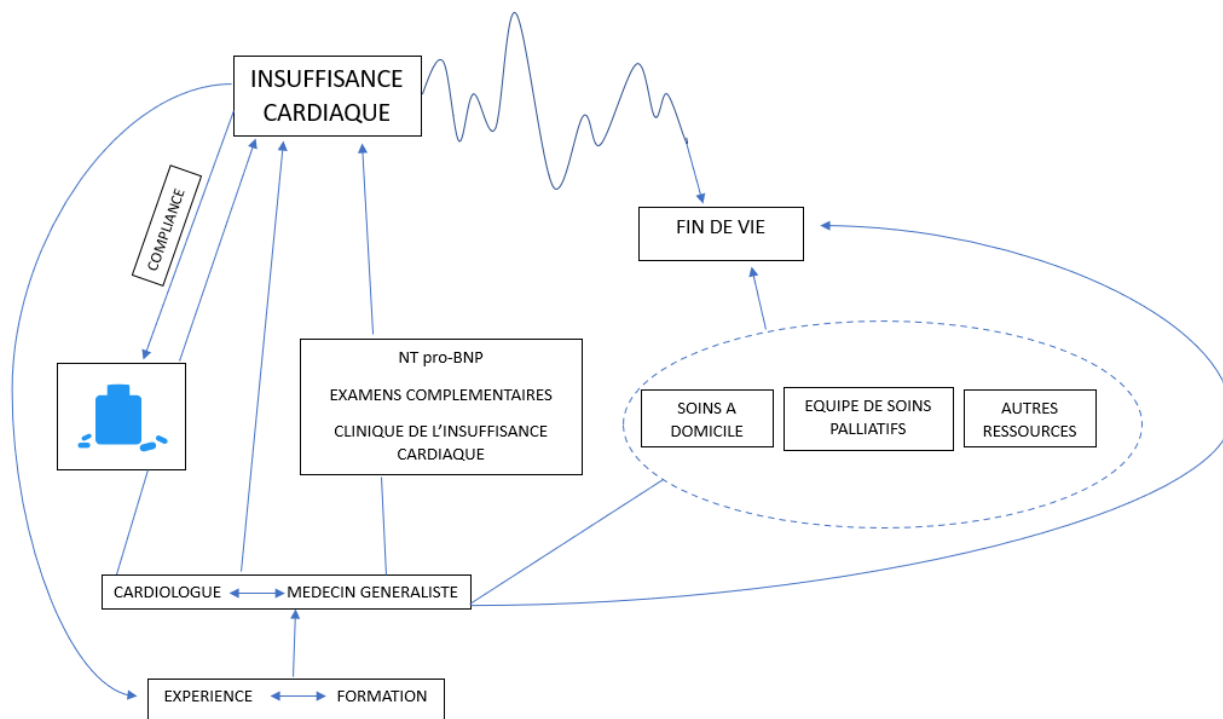 INSUFFISANCE
CARDIAQUE
COMPLIANCE
FIN DE VIE
NT pro-BNP
EXAMENS COMPLEMENTAIRES
CLINIQUE DE L’INSUFFISANCE
CARDIAQUE
SOINS A
DOMICILE
EQUIPE DE SOINS
PALLIATIFS
AUTRES
RESSOURCES
CARDIOLOGUE MEDECIN GENERALISTE
EXPERIENCE FORMATION